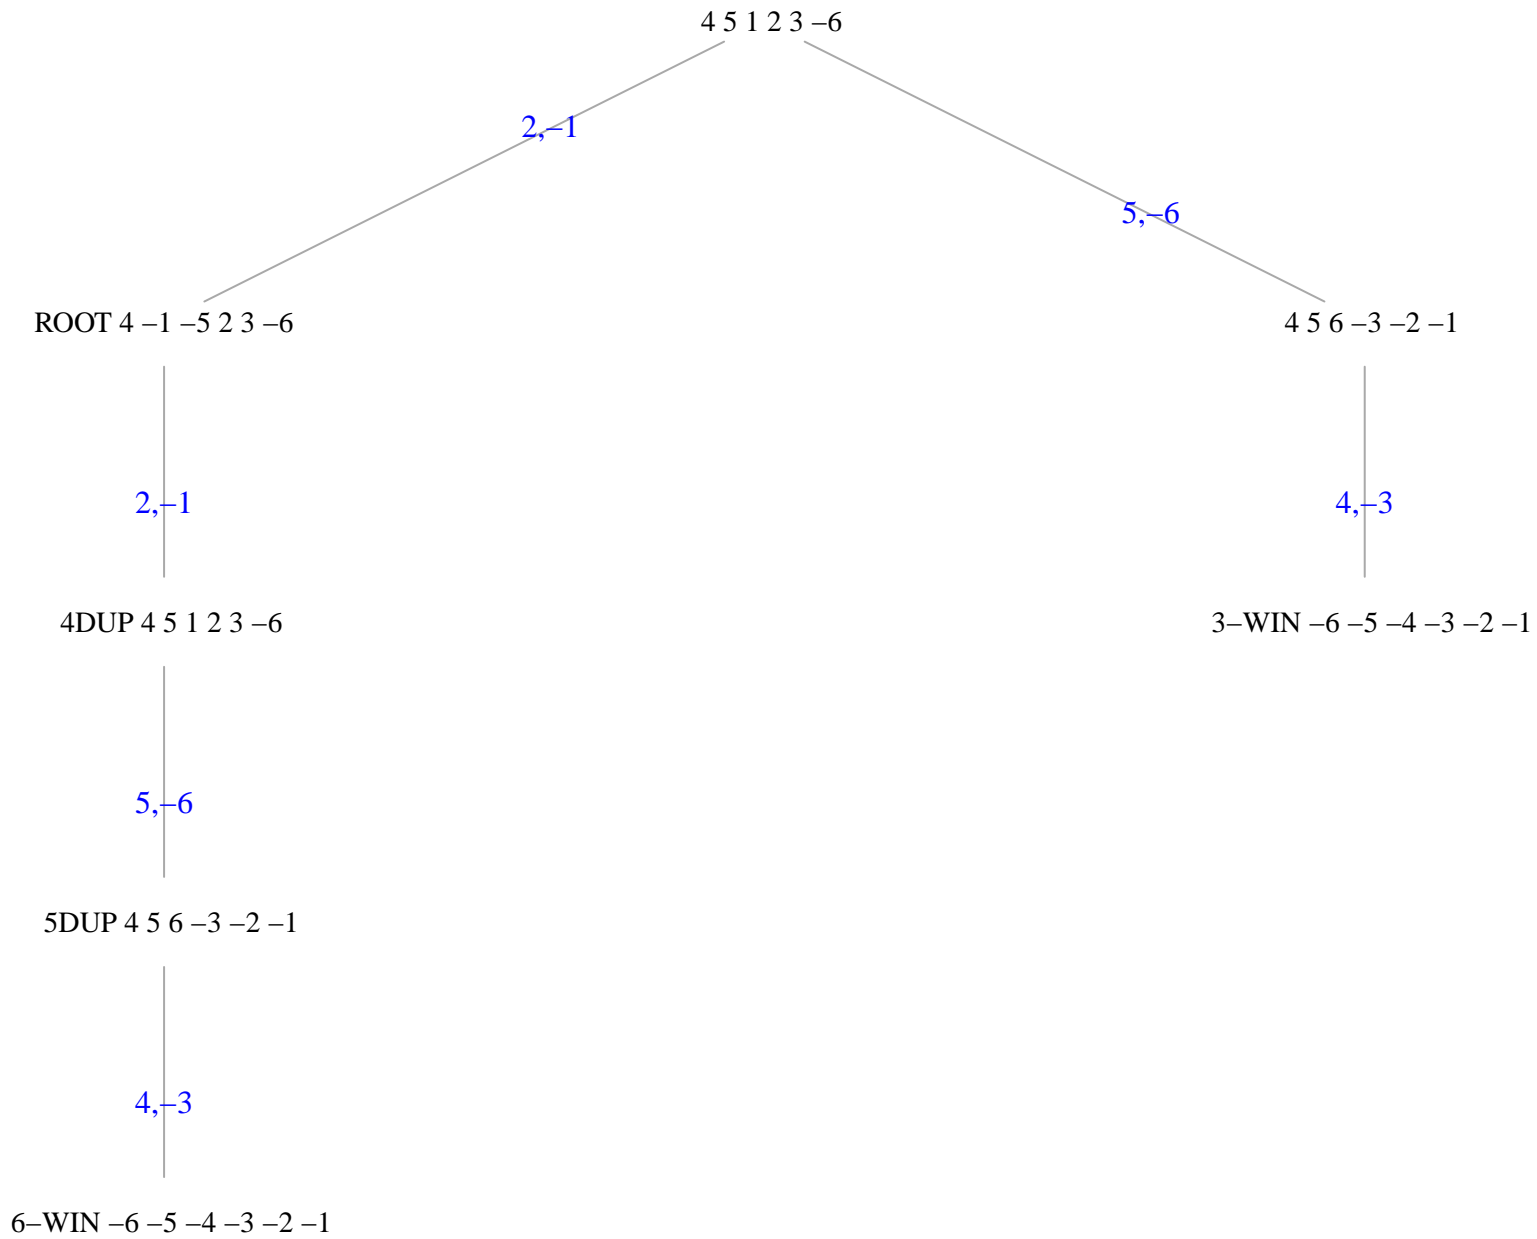 4 5 1 2 3 –6
2,–1
5,–6
ROOT 4 –1 –5 2 3 –6
4 5 6 –3 –2 –1
2,–1
4,–3
4DUP 4 5 1 2 3 –6
3–WIN –6 –5 –4 –3 –2 –1
5,–6
5DUP 4 5 6 –3 –2 –1
4,–3
6–WIN –6 –5 –4 –3 –2 –1